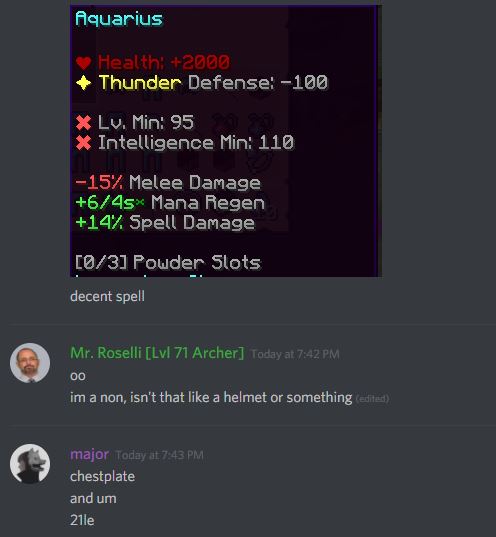 Aquarius
Health: +2000
Thunder Defense: -100
Lv. Min: 95
Intelligence Min: 110
-15% Melee Damage
+6/4s* Mana Regen
+14% Spell Damage
[0/3] Powder Slots
decent spell
Mr. Roselli [Lvl 71 Archer] Today at 7:42 PM
oo
im a non, isn't that like a helmet or something (edited)
major Today at 7:43 PM
chestplate
and um
21le